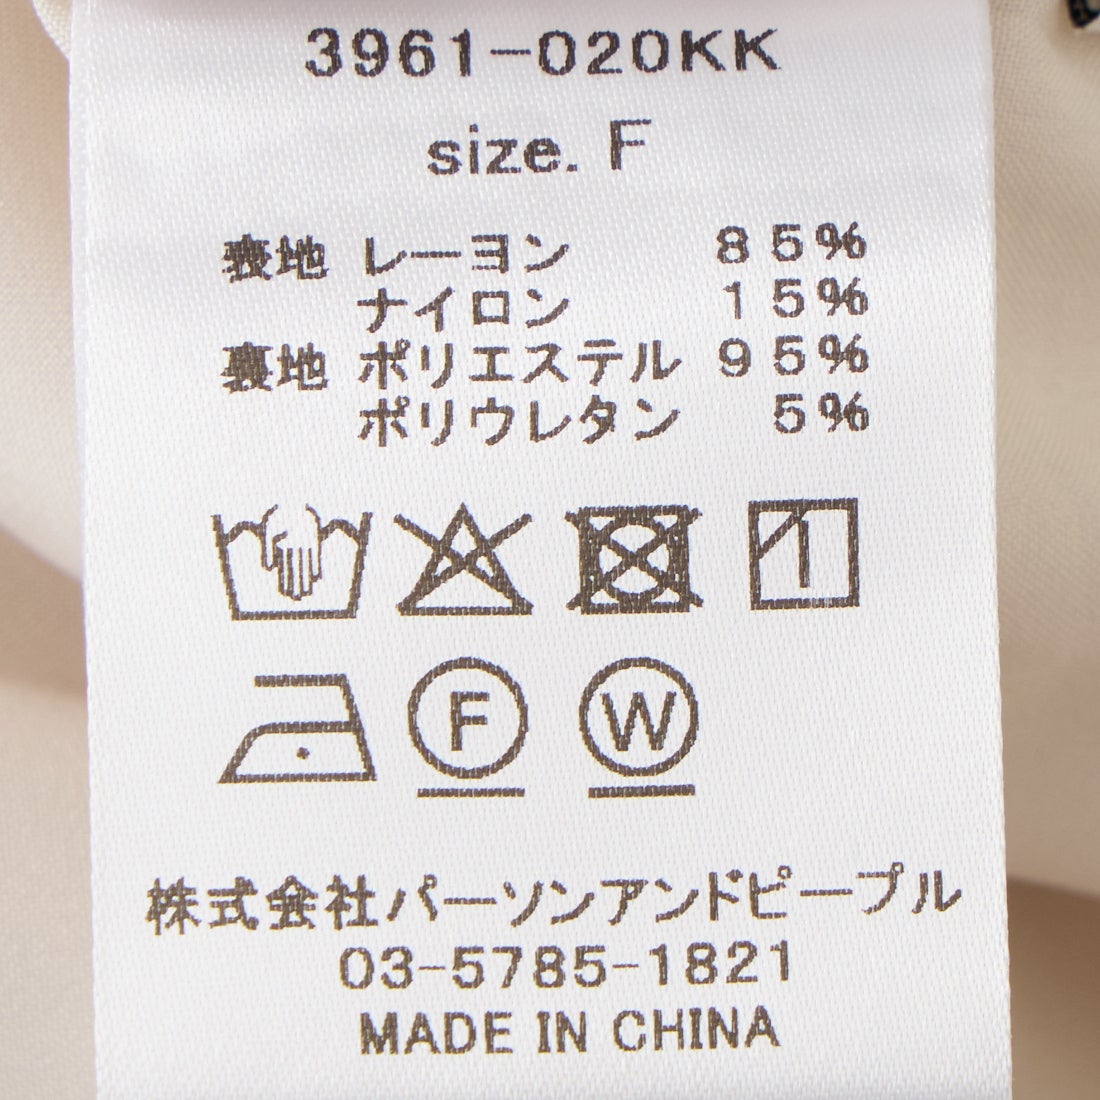 3961-020KK
size. F
表地 レーヨン 85%
ナイロン 15%
裏地 ポリエステル 95%
ポリウレタン 5%
1
F W
株式会社パーソンアンドピープル
03-5785-1821
MADE IN CHINA